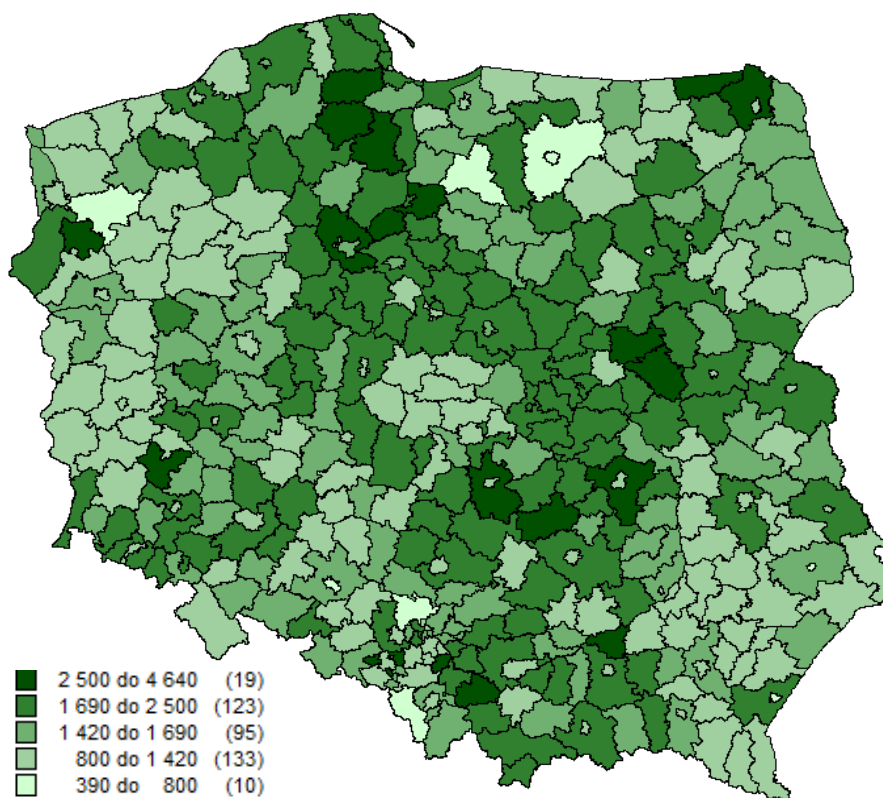 2 500 do 4 640 (19)
1 690 do 2 500 (123)
1 420 do 1 690 (95)
800 do 1 420 (133)
390 do 800 (10)